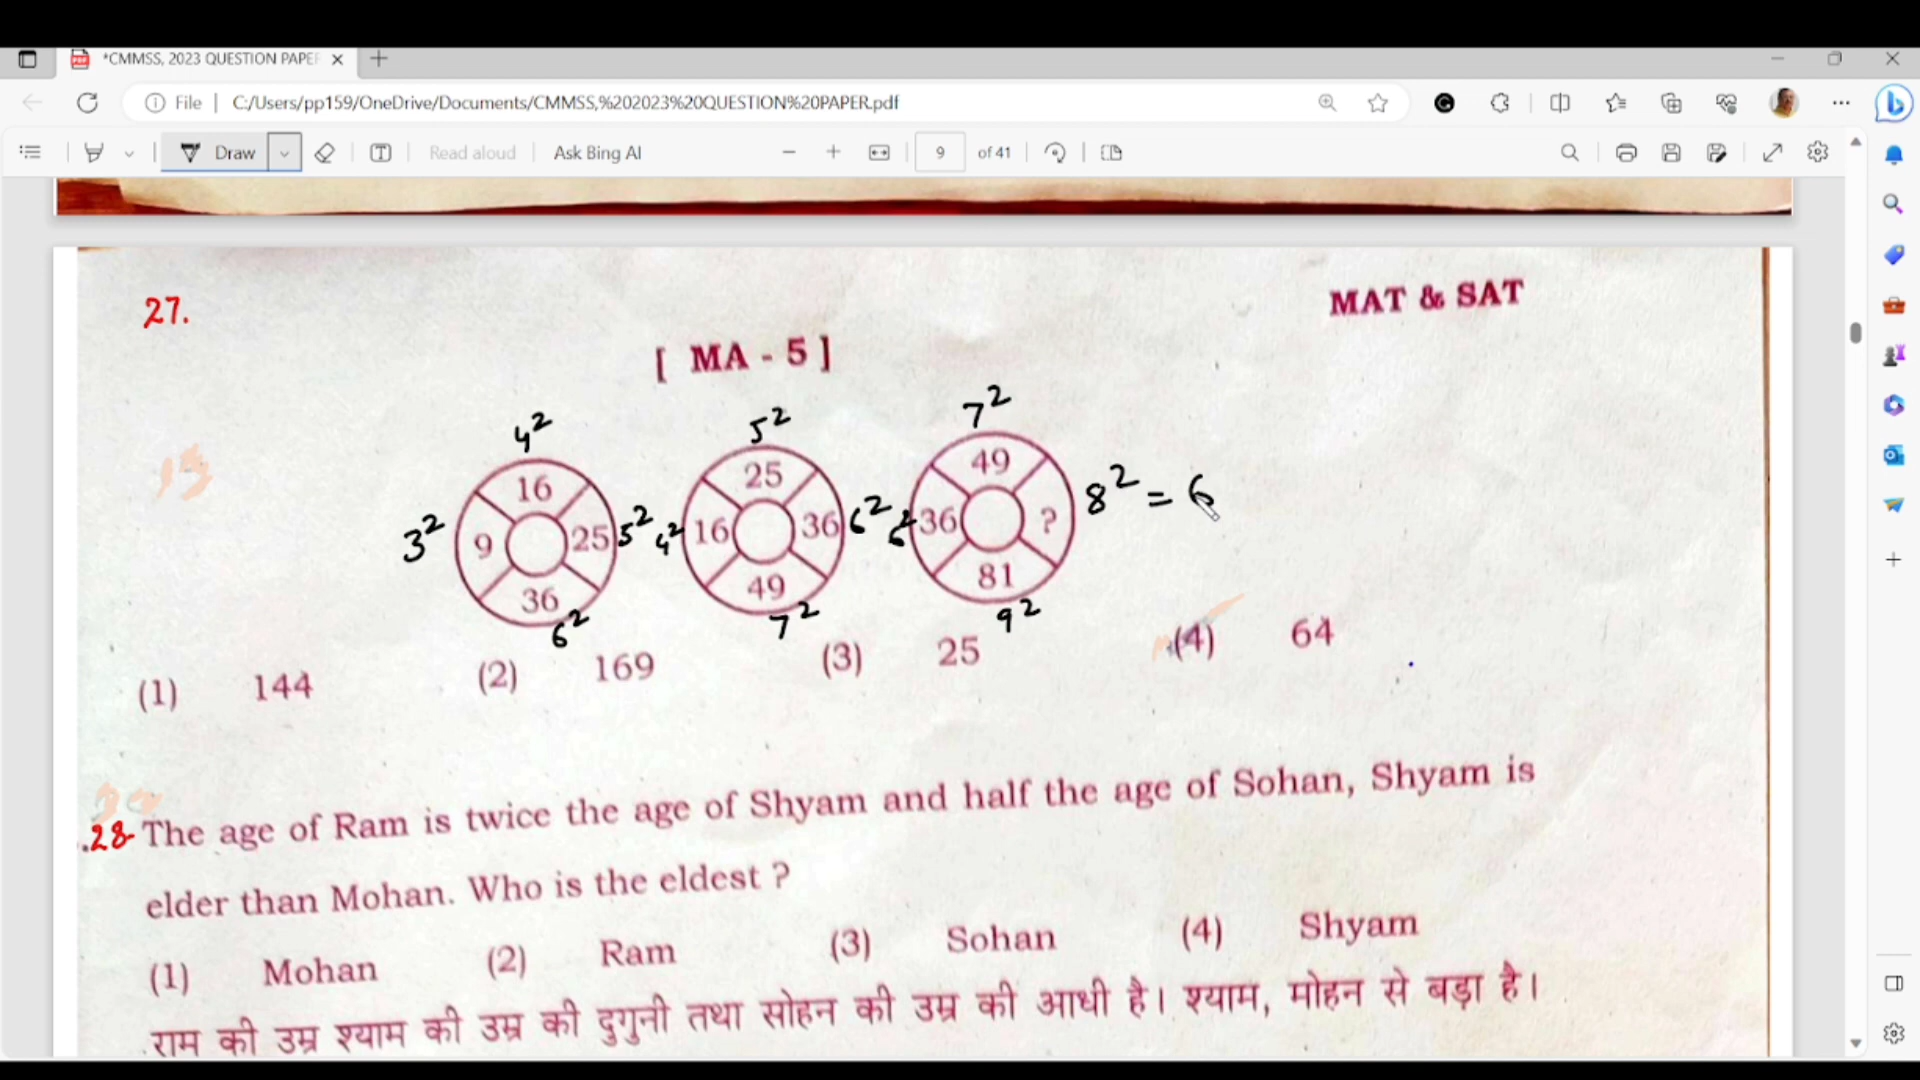 *CMMSS, 2023 QUESTION PAPE
File | C:/Users/pp159/OneDrive/Documents/CMMSS,%202023%20QUESTION%20PAPER.pdf
Draw Read aloud Ask Bing AI 9 of 41
27.
MAT & SAT
[ MA - 5 ]
4² 5² 7²
16 25 49
3² 9 25 5² 4² 16 36 6² 6² 36 ? 8² = 6
36 49 81
6² 7² 9²
(1) 144 (2) 169 (3) 25 (4) 64
.28 The age of Ram is twice the age of Shyam and half the age of Sohan, Shyam is
elder than Mohan. Who is the eldest ?
(1) Mohan (2) Ram (3) Sohan (4) Shyam
राम की उम्र श्याम की उम्र की दुगुनी तथा सोहन की उम्र की आधी है। श्याम, मोहन से बड़ा है।